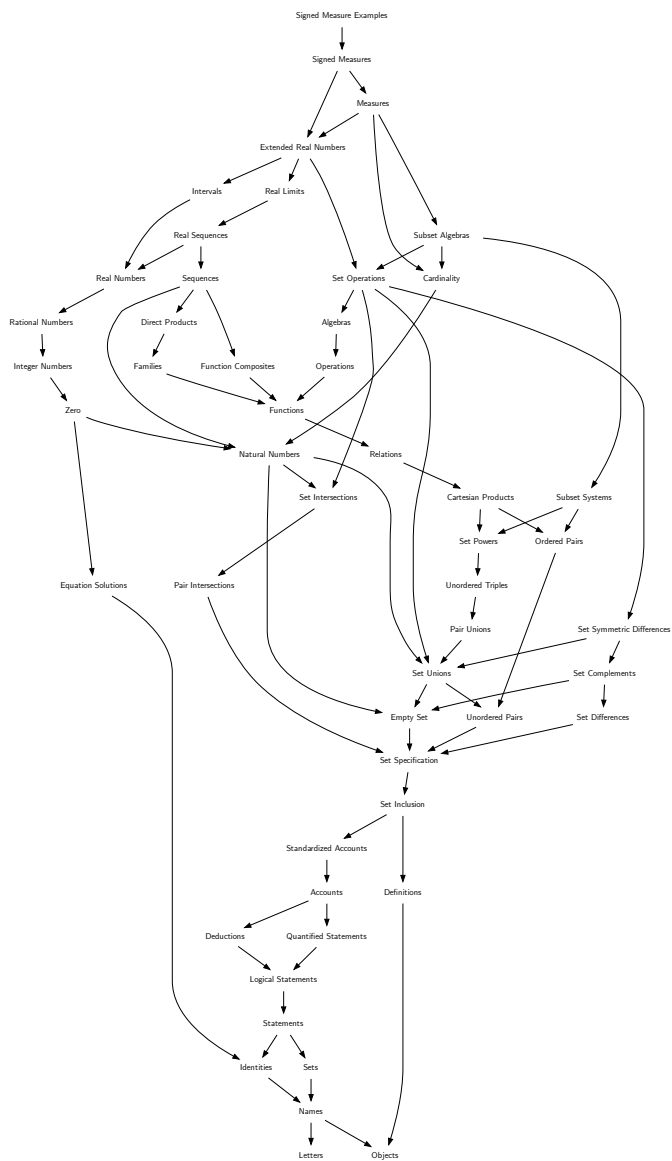 Signed Measure Examples
Signed Measures
Measures
Extended Real Numbers
Intervals
Real Limits
Real Sequences
Subset Algebras
Real Numbers
Sequences
Set Operations
Cardinality
Rational Numbers
Direct Products
Algebras
Integer Numbers
Families
Function Composites
Operations
Zero
Functions
Natural Numbers
Relations
Set Intersections
Cartesian Products
Subset Systems
Set Powers
Ordered Pairs
Equation Solutions
Pair Intersections
Unordered Triples
Pair Unions
Set Symmetric Differences
Set Unions
Set Complements
Empty Set
Unordered Pairs
Set Differences
Set Specification
Set Inclusion
Standardized Accounts
Accounts
Definitions
Deductions
Quantified Statements
Logical Statements
Statements
Identities
Sets
Names
Letters
Objects